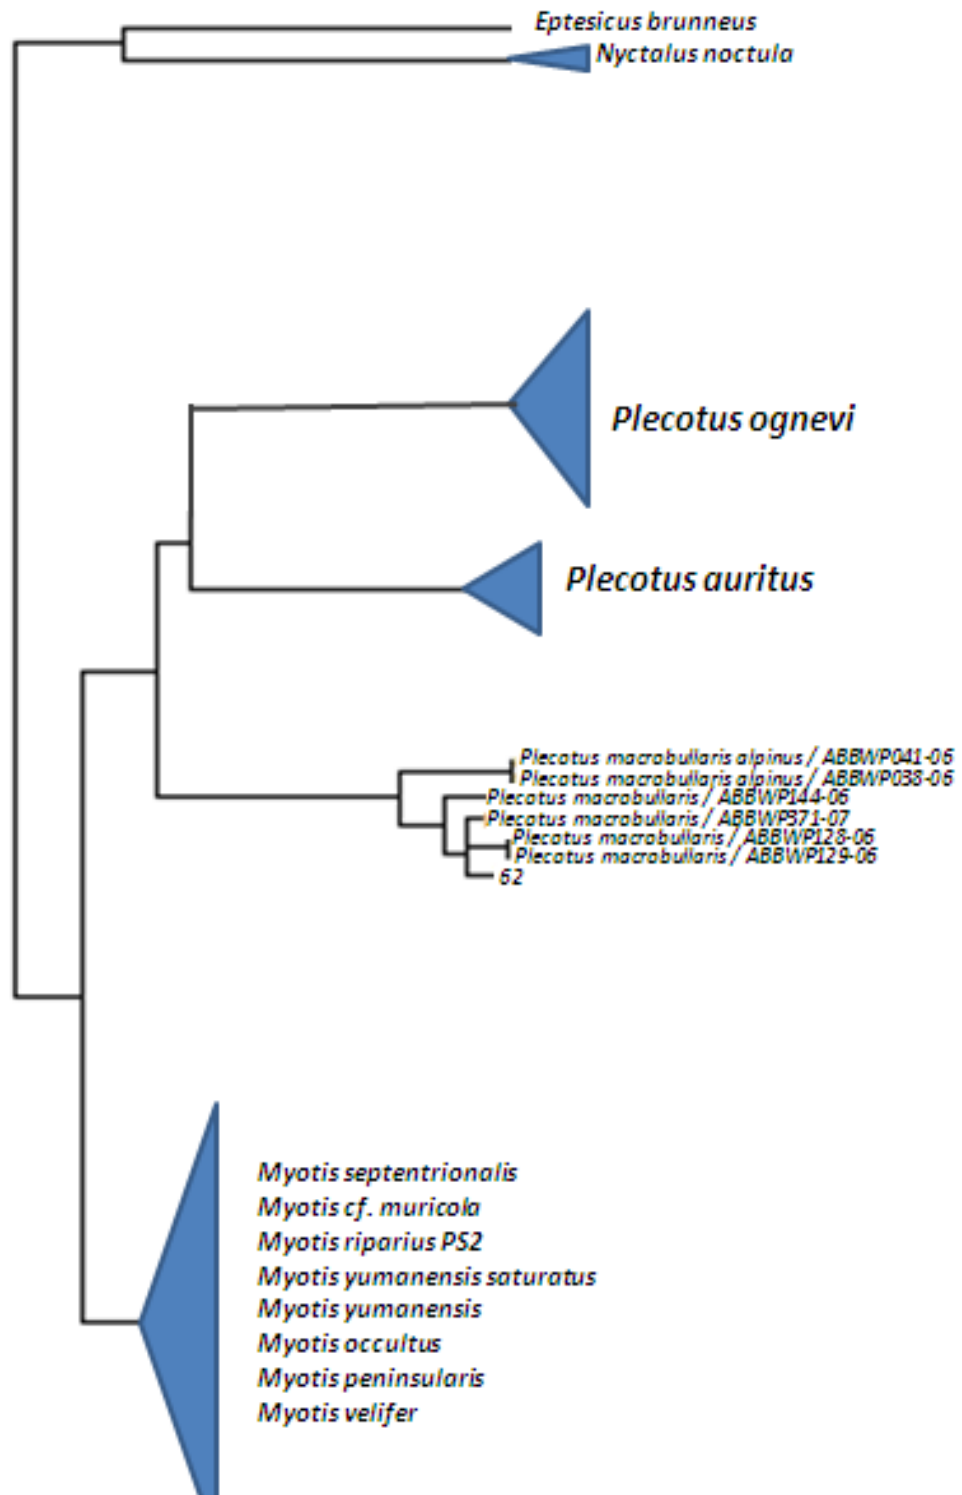 Eptesicus brunneus
Nyctalus noctula
Plecotus ognevi
Plecotus auritus
Plecotus macrobullaris alpinus / ABBWP041-06
Plecotus macrobullaris alpinus / ABBWP038-06
Plecotus macrobullaris / ABBWP144-06
Plecotus macrobullaris / ABBWP371-07
Plecotus macrobullaris / ABBWP128-06
Plecotus macrobullaris / ABBWP129-06
62
Myotis septentrionalis
Myotis cf. muricola
Myotis riparius PS2
Myotis yumanensis saturatus
Myotis yumanensis
Myotis occultus
Myotis peninsularis
Myotis velifer